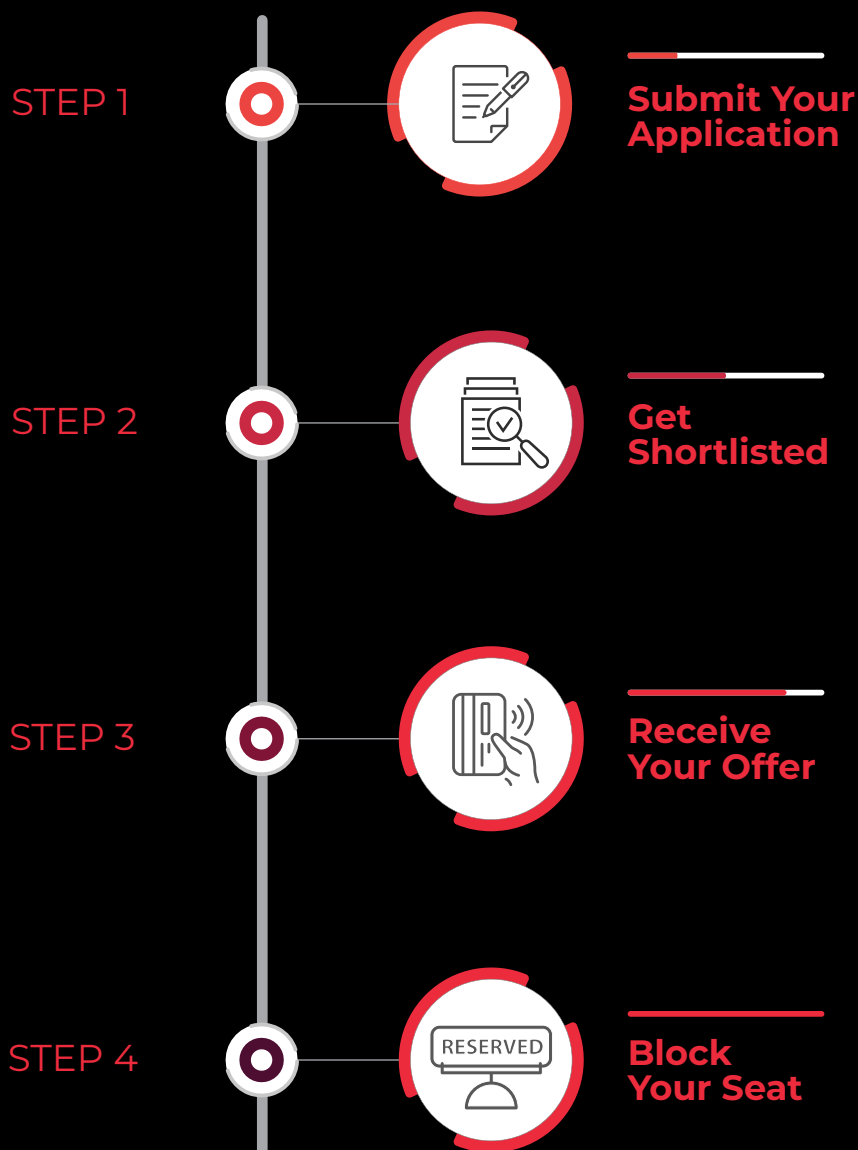 STEP 1
Submit Your
Application
STEP 2
Get
Shortlisted
STEP 3
Receive
Your Offer
STEP 4
RESERVED
Block
Your Seat